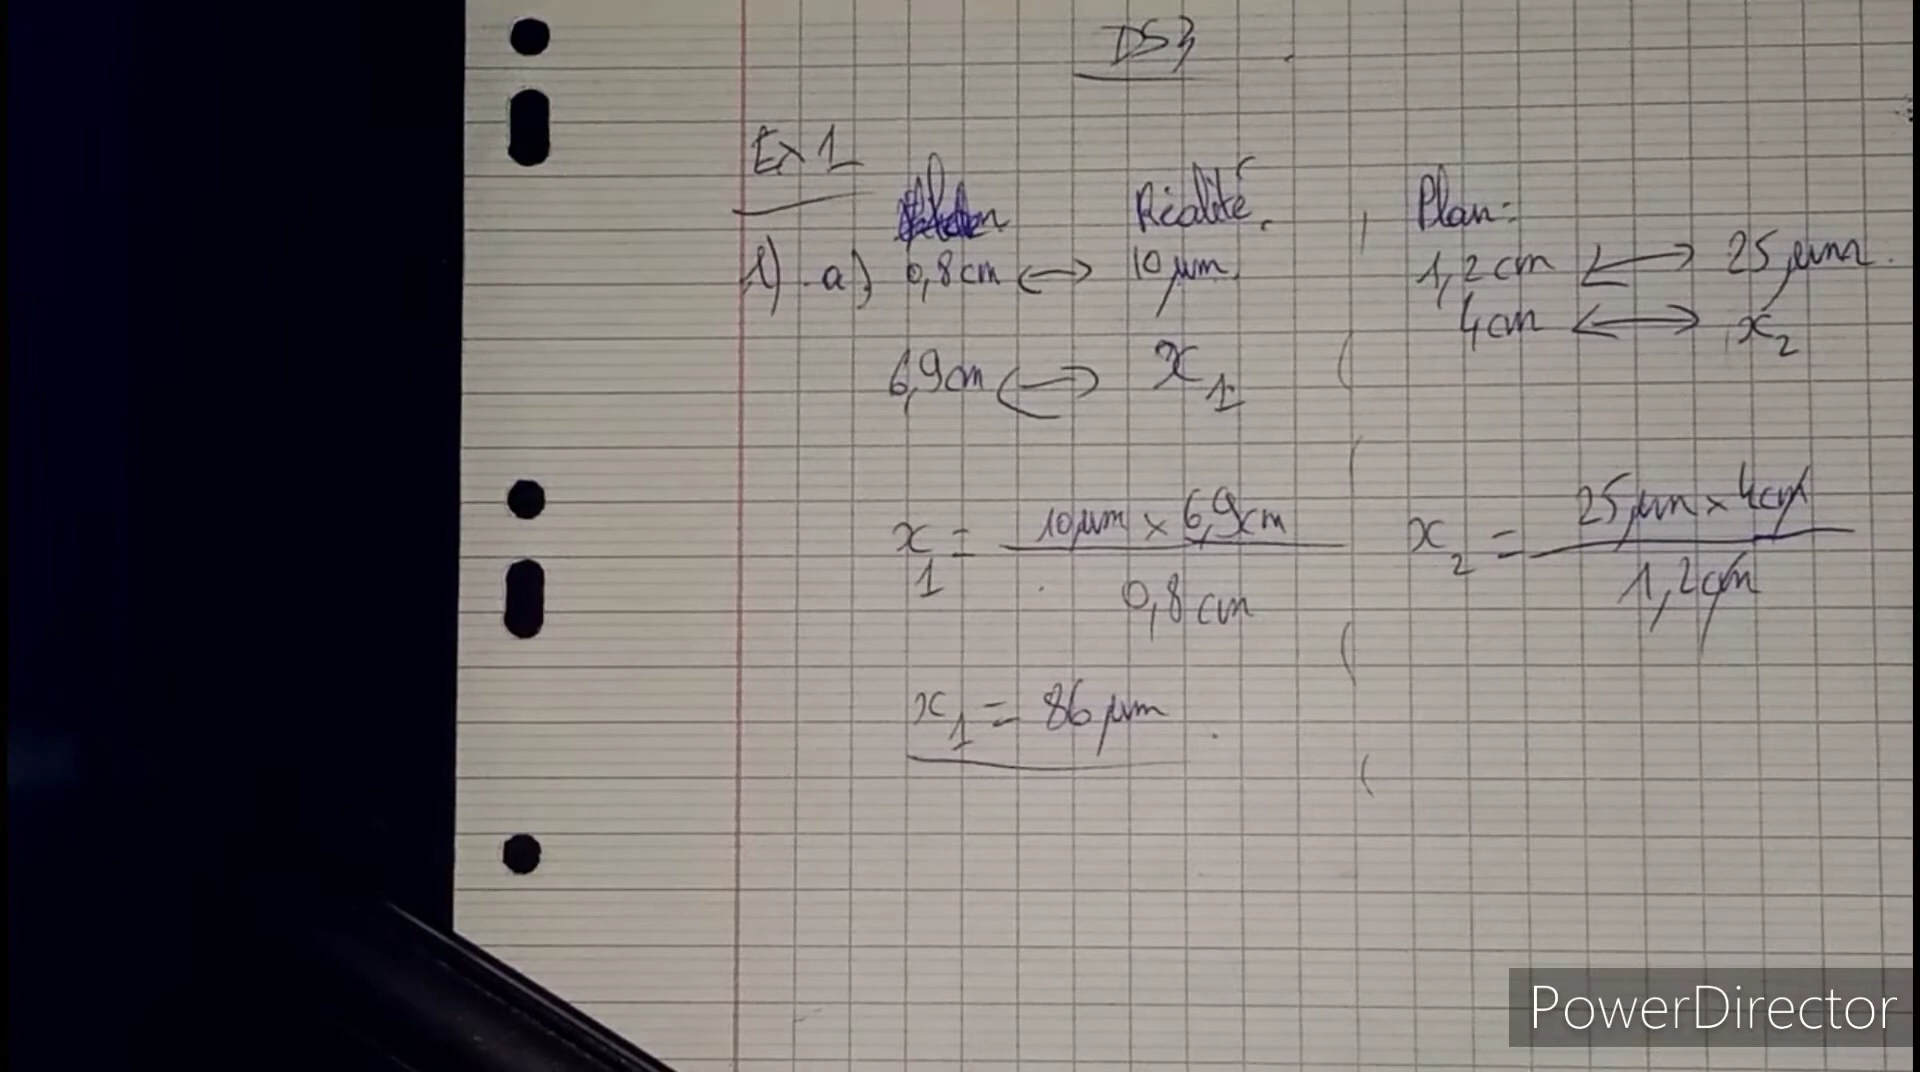 DS3
Ex 1
Réalité. Plan:
1) a) 0,8 cm ↔ 10 µm. 1,2 cm ↔ 25 µm.
4 cm ↔ x₂
6,9 cm ↔ x₁
x₁ = 10 µm × 6,9 cm / 0,8 cm
x₂ = 25 µm × 4 cm / 1,2 cm
x₁ = 86 µm
PowerDirector